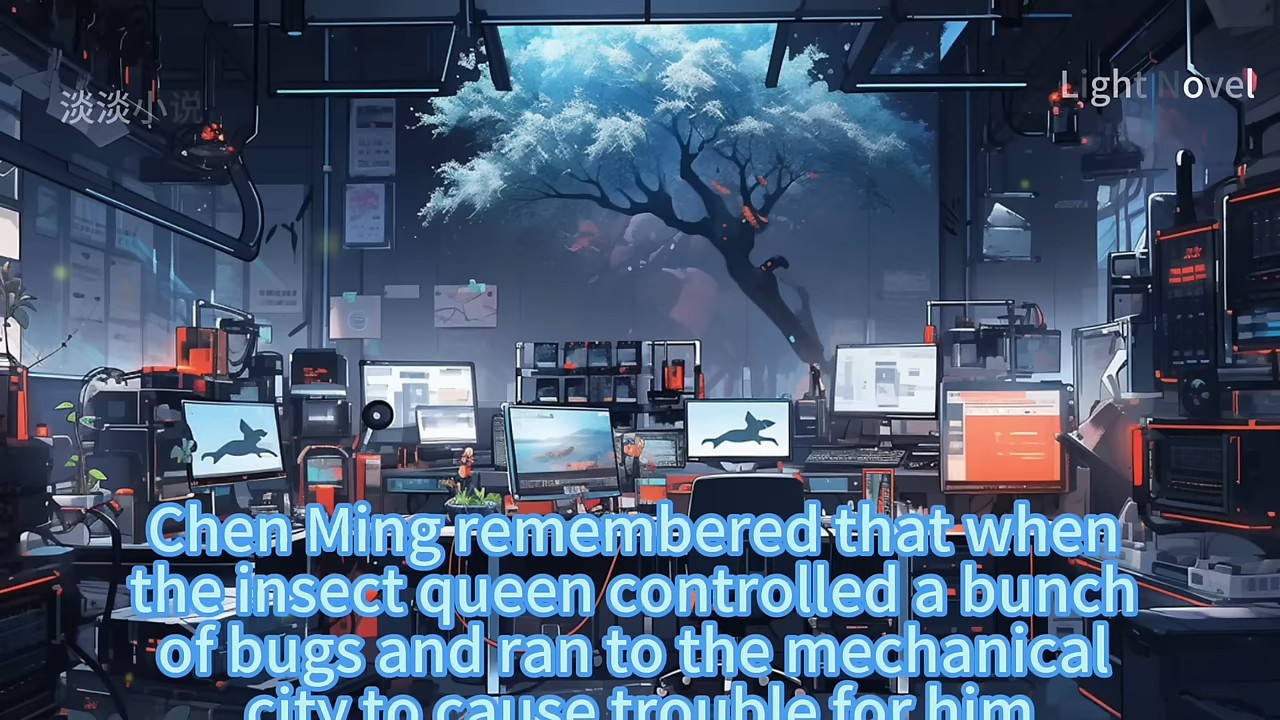 淡淡小说
Light Novel
Chen Ming remembered that when
the insect queen controlled a bunch
of bugs and ran to the mechanical
city to cause trouble for him